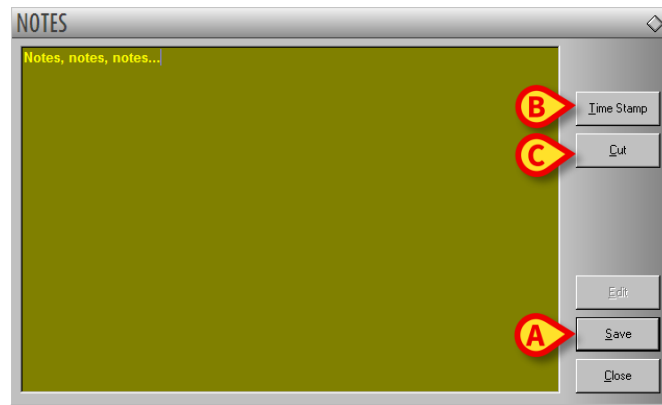 NOTES
Notes, notes, notes...
B
Time Stamp
C
Cut
Edit
A
Save
Close